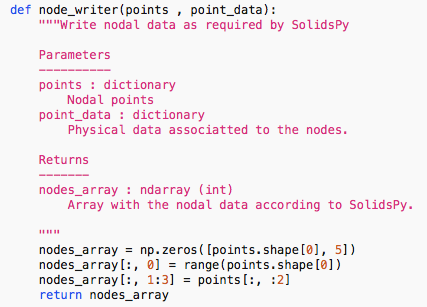 def node_writer(points , point_data):
    """Write nodal data as required by SolidsPy

    Parameters
    ----------
    points : dictionary
        Nodal points
    point_data : dictionary
        Physical data associatted to the nodes.

    Returns
    -------
    nodes_array : ndarray (int)
        Array with the nodal data according to SolidsPy.

    """
    nodes_array = np.zeros([points.shape[0], 5])
    nodes_array[:, 0] = range(points.shape[0])
    nodes_array[:, 1:3] = points[:, :2]
    return nodes_array